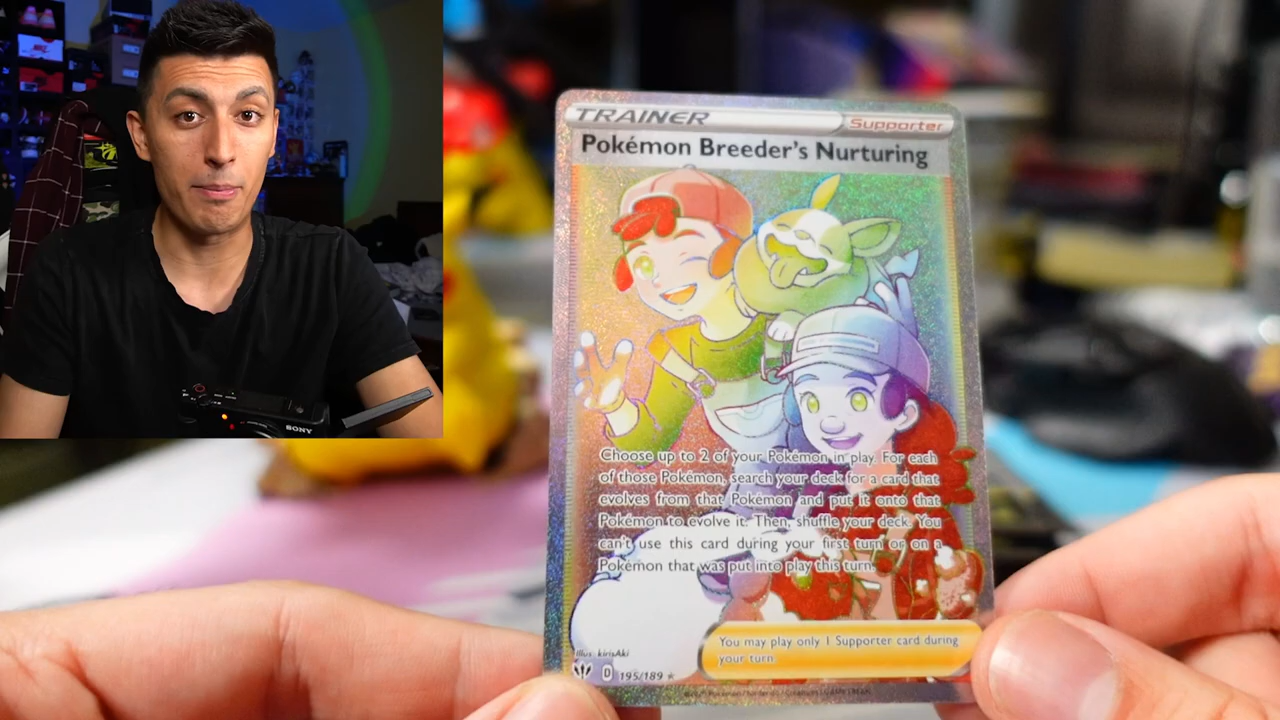 TRAINER
Supporter
Pokémon Breeder's Nurturing
Choose up to 2 of your Pokémon in play. For each
of those Pokémon, search your deck for a card that
evolves from that Pokémon and put it onto that
Pokémon to evolve it. Then, shuffle your deck. You
can't use this card during your first turn or on a
Pokémon that was put into play this turn.
You may play only 1 Supporter card during
your turn.
Illus. kirisAki
D 195/189
SONY